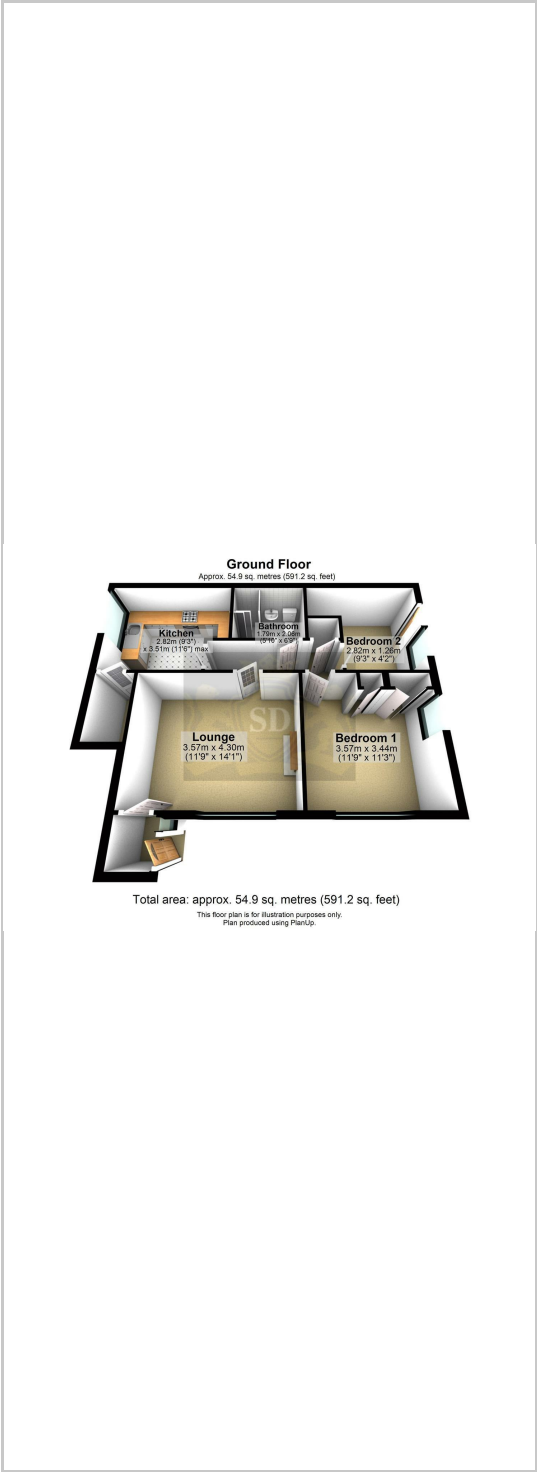 Ground Floor
Approx. 54.9 sq. metres (591.2 sq. feet)
Kitchen
2.82m (9'3")
x 3.51m (11'6") max
Bathroom
1.79m x 2.06m
(5'10" x 6'9")
Bedroom 2
2.82m x 1.26m
(9'3" x 4'2")
Lounge
3.57m x 4.30m
(11'9" x 14'1")
SD
Bedroom 1
3.57m x 3.44m
(11'9" x 11'3")
Total area: approx. 54.9 sq. metres (591.2 sq. feet)
This floor plan is for illustration purposes only.
Plan produced using PlanUp.